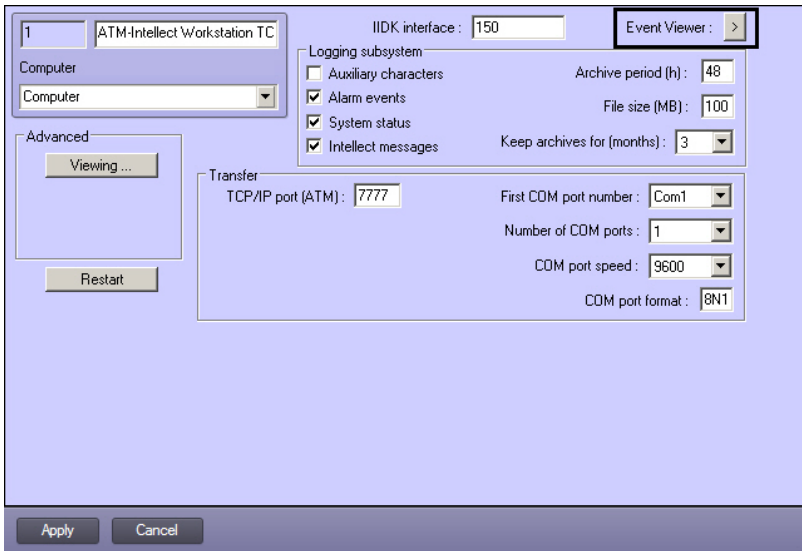 1 ATM-Intellect Workstation TC
IIDK interface : 150
Event Viewer : >
Computer
Computer
Logging subsystem
Auxiliary characters
Archive period (h) : 48
Alarm events
File size (MB) : 100
System status
Intellect messages
Keep archives for (months) : 3
Advanced
Viewing ...
Restart
Transfer
TCP/IP port (ATM) : 7777
First COM port number : Com1
Number of COM ports : 1
COM port speed : 9600
COM port format : 8N1
Apply Cancel